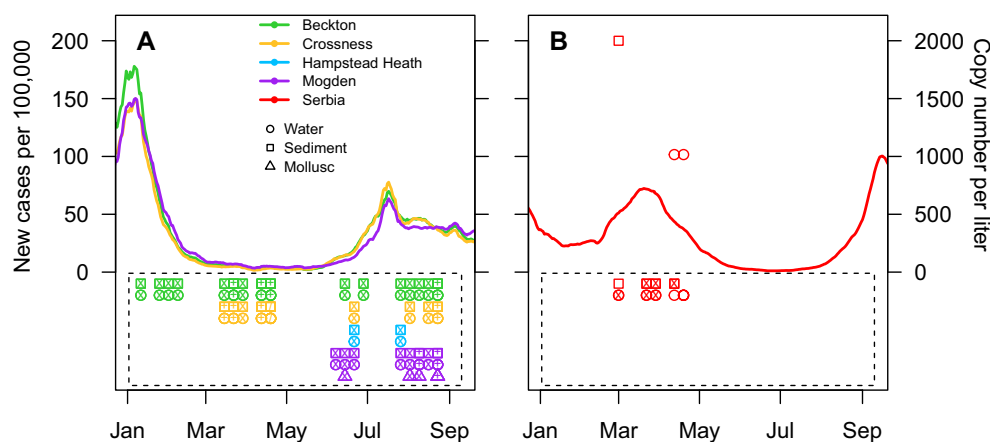 A
B
Beckton
Crossness
Hampstead Heath
Mogden
Serbia
Water
Sediment
Mollusc
New cases per 100,000
200
150
100
50
0
Copy number per liter
2000
1500
1000
500
0
Jan Mar May Jul Sep
Jan Mar May Jul Sep